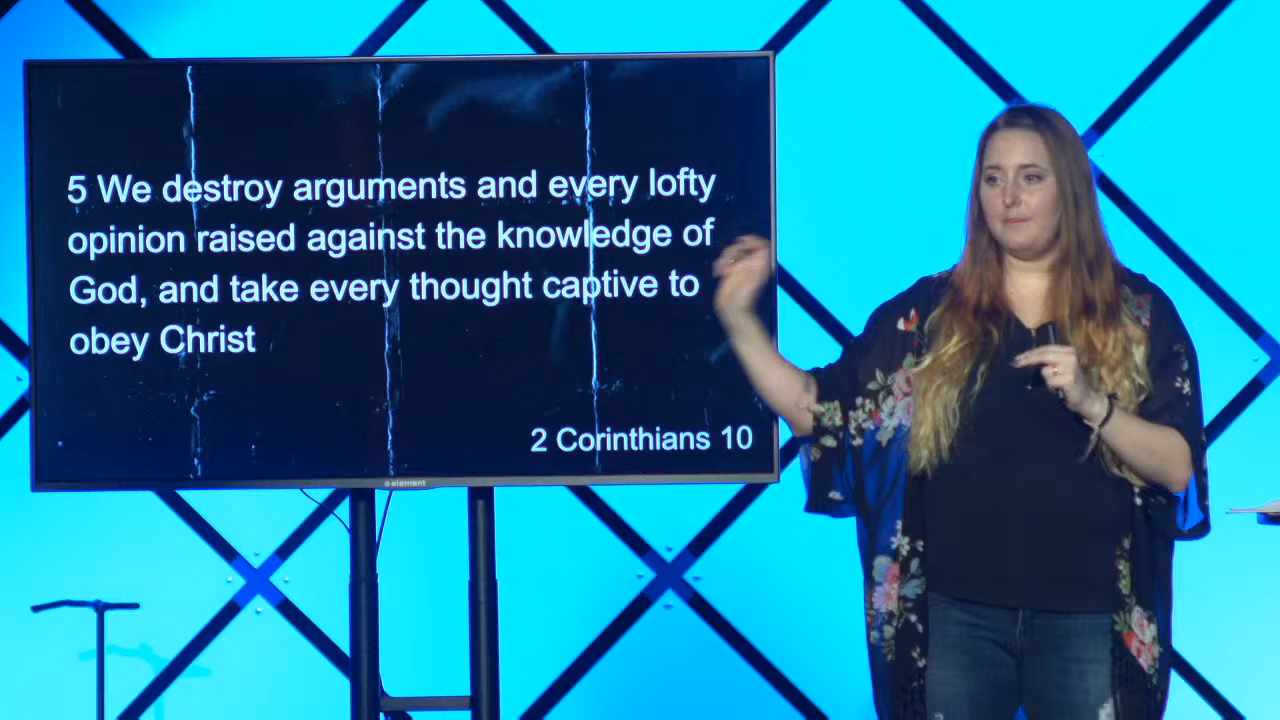 5 We destroy arguments and every lofty
opinion raised against the knowledge of
God, and take every thought captive to
obey Christ
2 Corinthians 10
element